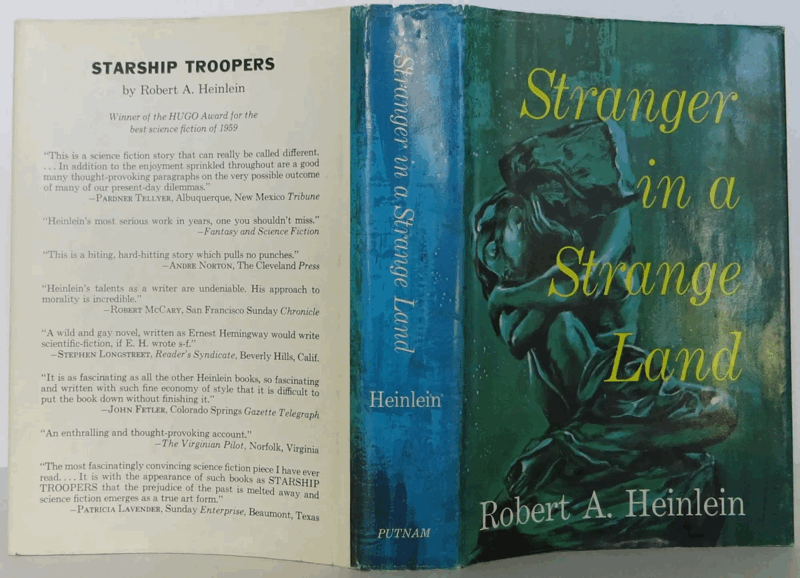 STARSHIP TROOPERS
by Robert A. Heinlein
Winner of the HUGO Award for the
best science fiction of 1959
"This is a science fiction story that can really be called different.
. . . In addition to the enjoyment sprinkled throughout are a good
many thought-provoking paragraphs on the very possible outcome
of many of our present-day dilemmas."
—PARDNER TELLYER, Albuquerque, New Mexico Tribune
"Heinlein's most serious work in years, one you shouldn't miss."
—Fantasy and Science Fiction
"This is a biting, hard-hitting story which pulls no punches."
—ANDRE NORTON, The Cleveland Press
"Heinlein's talents as a writer are undeniable. His approach to
morality is incredible."
—ROBERT MCCARY, San Francisco Sunday Chronicle
"A wild and gay novel, written as Ernest Hemingway would write
scientific-fiction, if E. H. wrote s-f."
—STEPHEN LONGSTREET, Reader's Syndicate, Beverly Hills, Calif.
"It is as fascinating as all the other Heinlein books, so fascinating
and written with such fine economy of style that it is difficult to
put the book down without finishing it."
—JOHN FETLER, Colorado Springs Gazette Telegraph
"An enthralling and thought-provoking account."
—The Virginian Pilot, Norfolk, Virginia
"The most fascinatingly convincing science fiction piece I have ever
read. . . . It is with the appearance of such books as STARSHIP
TROOPERS that the prejudice of the past is melted away and
science fiction emerges as a true art form."
—PATRICIA LAVENDER, Sunday Enterprise, Beaumont, Texas
Stranger in a Strange Land
Heinlein
PUTNAM
Stranger
in a
Strange
Land
Robert A. Heinlein